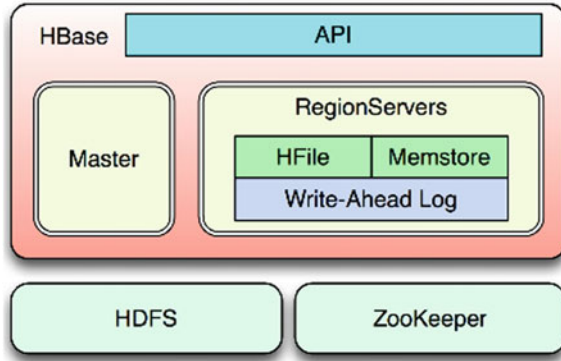 HBase API
Master
RegionServers
HFile Memstore
Write-Ahead Log
HDFS ZooKeeper